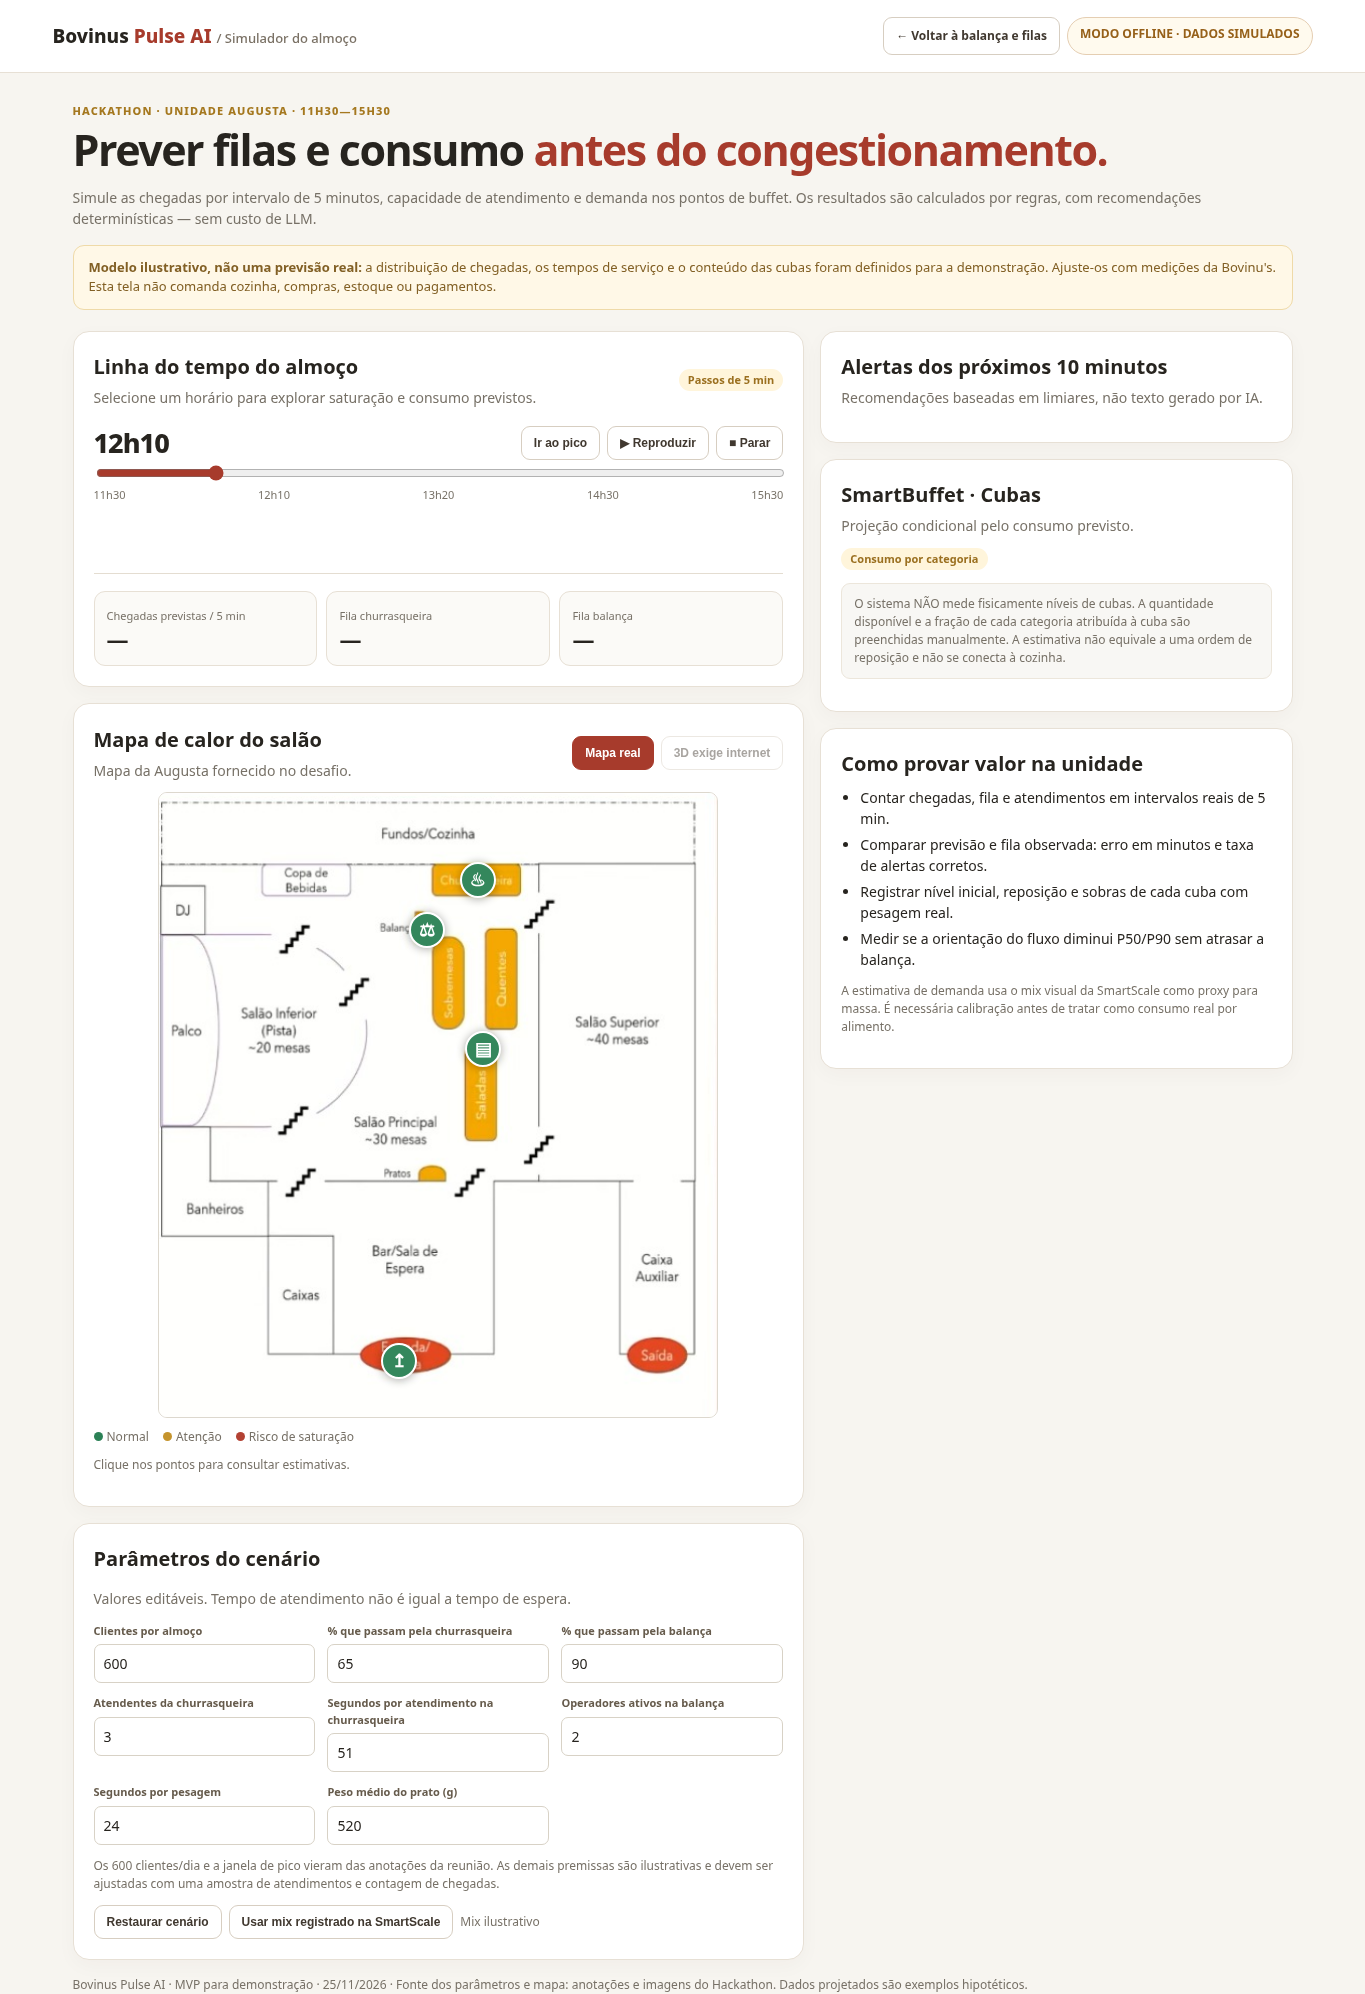 Bovinus Pulse AI / Simulador do almoço
← Voltar à balança e filas
MODO OFFLINE · DADOS SIMULADOS
HACKATHON · UNIDADE AUGUSTA · 11H30—15H30
Prever filas e consumo antes do congestionamento.
Simule as chegadas por intervalo de 5 minutos, capacidade de atendimento e demanda nos pontos de buffet. Os resultados são calculados por regras, com recomendações
determinísticas — sem custo de LLM.
Modelo ilustrativo, não uma previsão real: a distribuição de chegadas, os tempos de serviço e o conteúdo das cubas foram definidos para a demonstração. Ajuste-os com medições da Bovinu's.
Esta tela não comanda cozinha, compras, estoque ou pagamentos.
Linha do tempo do almoço
Selecione um horário para explorar saturação e consumo previstos.
Passos de 5 min
12h10
Ir ao pico
▶ Reproduzir
■ Parar
11h30
12h10
13h20
14h30
15h30
Chegadas previstas / 5 min
—
Fila churrasqueira
—
Fila balança
—
Mapa de calor do salão
Mapa da Augusta fornecido no desafio.
Mapa real
3D exige internet
Fundos/Cozinha
Copa de
Bebidas
DJ
Sobremesas
Quentes
Palco
Salão Inferior
(Pista)
~20 mesas
Salão Superior
~40 mesas
Saladas
Salão Principal
~30 mesas
Pratos
Banheiros
Bar/Sala de
Espera
Caixa
Auxiliar
Caixas
Saída
Normal
Atenção
Risco de saturação
Clique nos pontos para consultar estimativas.
Parâmetros do cenário
Valores editáveis. Tempo de atendimento não é igual a tempo de espera.
Clientes por almoço
600
% que passam pela churrasqueira
65
% que passam pela balança
90
Atendentes da churrasqueira
3
Segundos por atendimento na
churrasqueira
51
Operadores ativos na balança
2
Segundos por pesagem
24
Peso médio do prato (g)
520
Os 600 clientes/dia e a janela de pico vieram das anotações da reunião. As demais premissas são ilustrativas e devem ser
ajustadas com uma amostra de atendimentos e contagem de chegadas.
Restaurar cenário
Usar mix registrado na SmartScale
Mix ilustrativo
Alertas dos próximos 10 minutos
Recomendações baseadas em limiares, não texto gerado por IA.
SmartBuffet · Cubas
Projeção condicional pelo consumo previsto.
Consumo por categoria
O sistema NÃO mede fisicamente níveis de cubas. A quantidade
disponível e a fração de cada categoria atribuída à cuba são
preenchidas manualmente. A estimativa não equivale a uma ordem de
reposição e não se conecta à cozinha.
Como provar valor na unidade
• Contar chegadas, fila e atendimentos em intervalos reais de 5
min.
• Comparar previsão e fila observada: erro em minutos e taxa
de alertas corretos.
• Registrar nível inicial, reposição e sobras de cada cuba com
pesagem real.
• Medir se a orientação do fluxo diminui P50/P90 sem atrasar a
balança.
A estimativa de demanda usa o mix visual da SmartScale como proxy para
massa. É necessária calibração antes de tratar como consumo real por
alimento.
Bovinus Pulse AI · MVP para demonstração · 25/11/2026 · Fonte dos parâmetros e mapa: anotações e imagens do Hackathon. Dados projetados são exemplos hipotéticos.